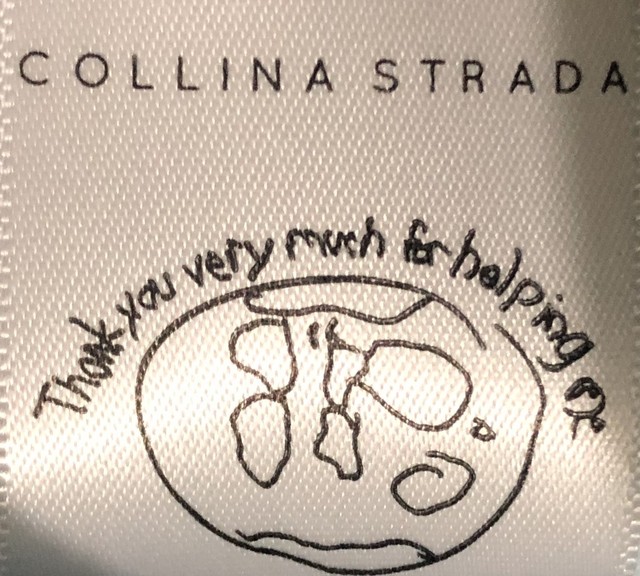 COLLINA STRADA
Thank you very much for helping